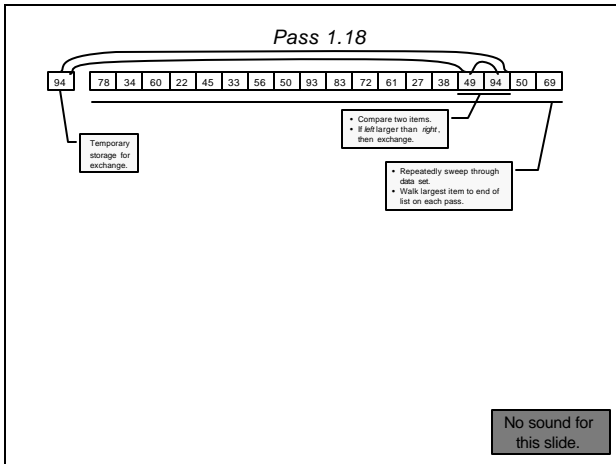 Pass 1.18
94 78 34 60 22 45 33 56 50 93 83 72 61 27 38 49 94 50 69
Temporary
storage for
exchange.
• Compare two items.
• If left larger than right,
then exchange.
• Repeatedly sweep through
data set.
• Walk largest item to end of
list on each pass.
No sound for
this slide.